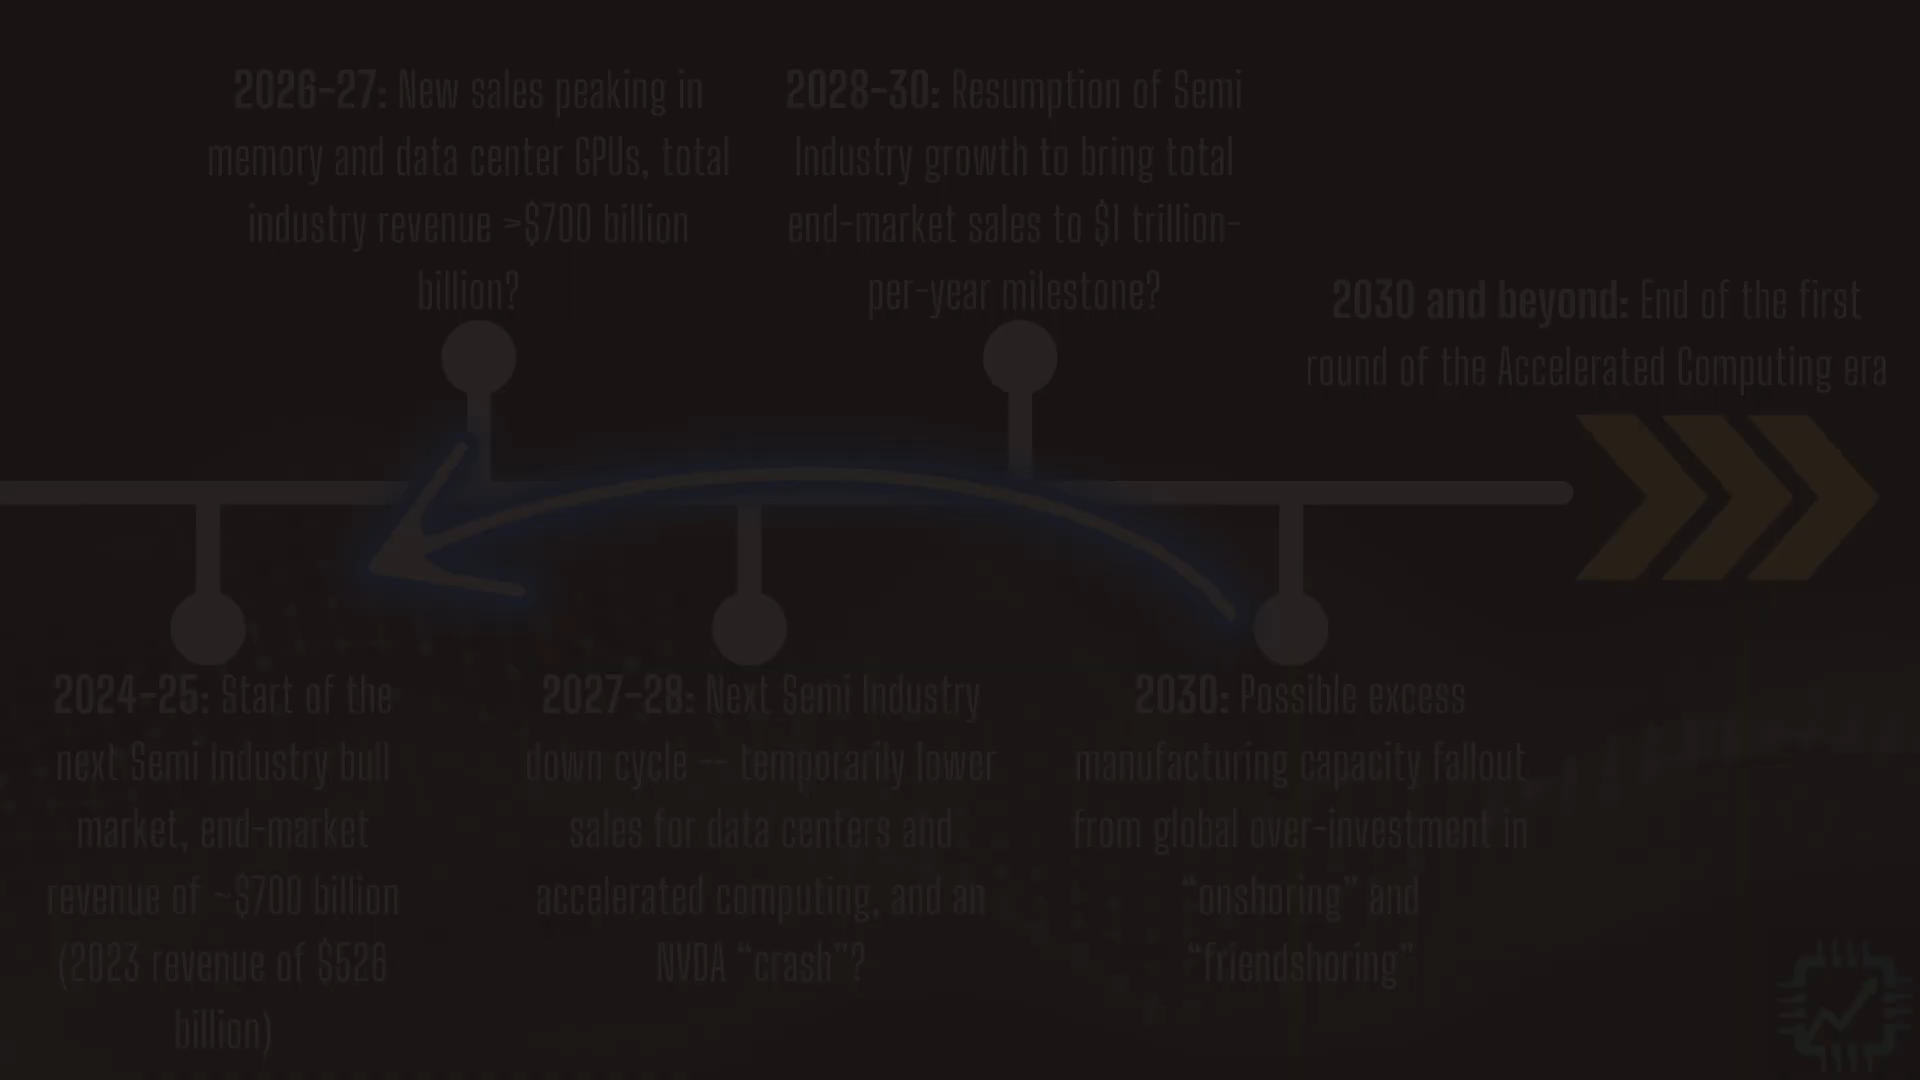 2026-27: New sales peaking in
memory and data center GPUs, total
industry revenue >$700 billion
billion?
2028-30: Resumption of Semi
Industry growth to bring total
end-market sales to $1 trillion-
per-year milestone?
2030 and beyond: End of the first
round of the Accelerated Computing era
2024-25: Start of the
next Semi Industry bull
market, end-market
revenue of ~$700 billion
(2023 revenue of $526
billion)
2027-28: Next Semi Industry
down cycle — temporarily lower
sales for data centers and
accelerated computing, and an
NVDA “crash”?
2030: Possible excess
manufacturing capacity fallout
from global over-investment in
“onshoring” and
“friendshoring”